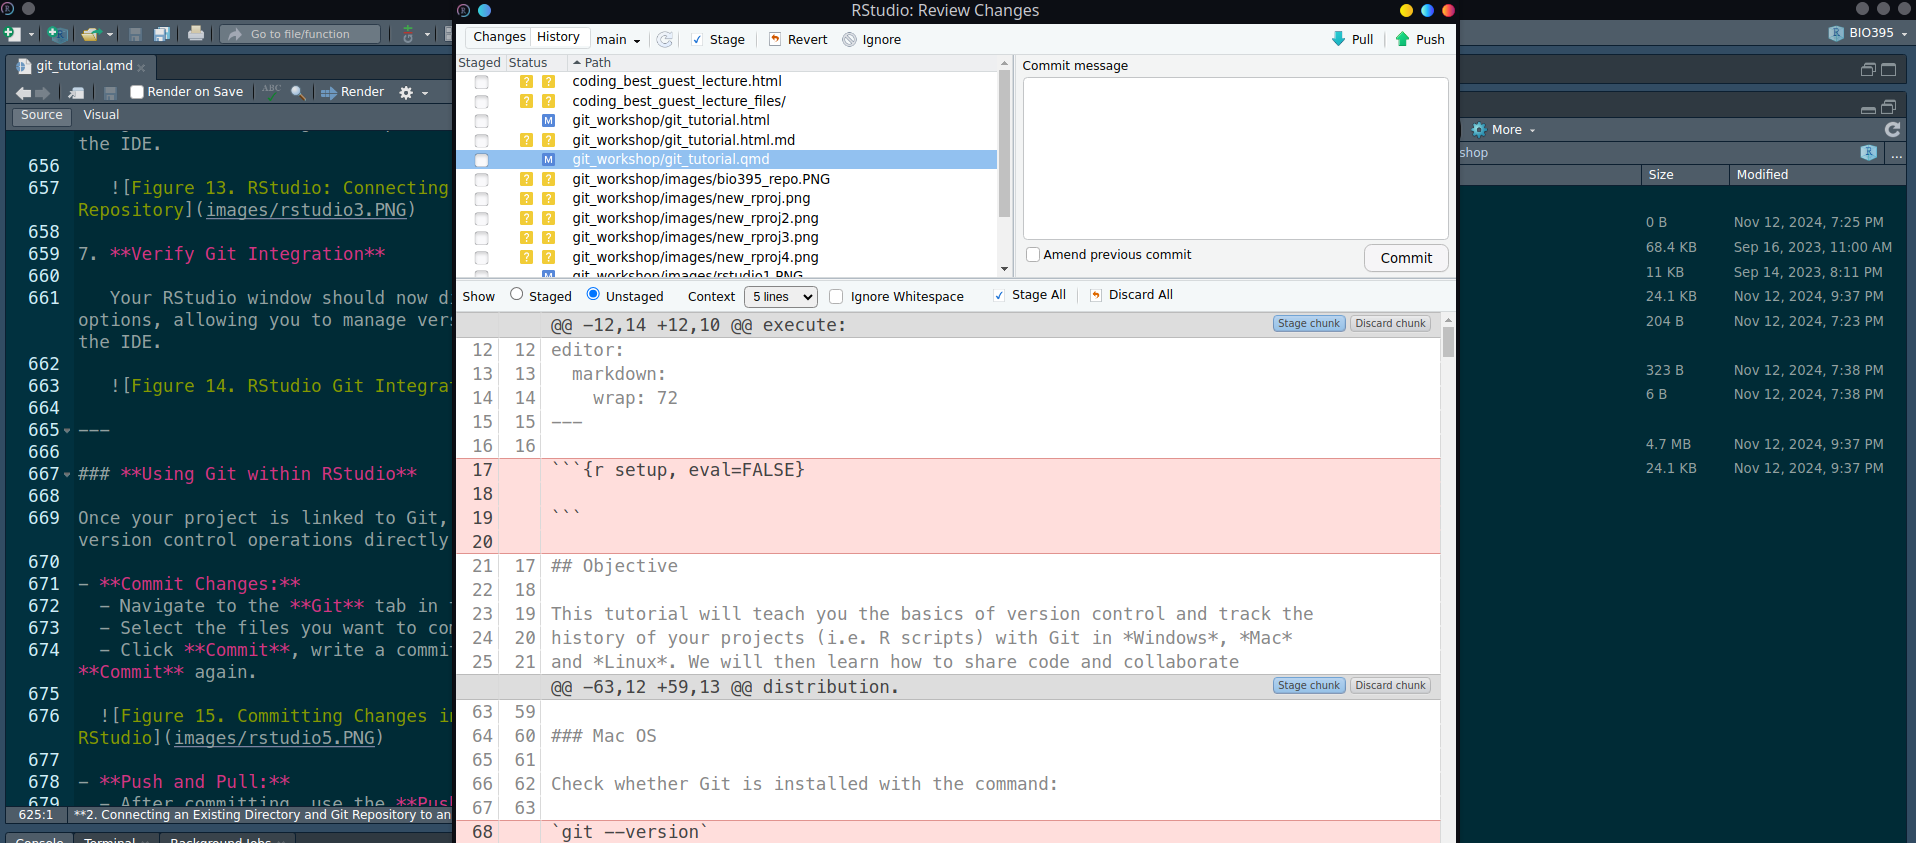 RStudio: Review Changes
Go to file/function
BIO395
git_tutorial.qmd
Render on Save
ABC
Render
Source
Visual
the IDE.
656
657 ![Figure 13. RStudio: Connecting
Repository](images/rstudio3.PNG)
658
659 7. **Verify Git Integration**
660
661 Your RStudio window should now
options, allowing you to manage
the IDE.
662
663 ![Figure 14. RStudio Git
664
665 ---
666
667 ### **Using Git within RStudio**
668
669 Once your project is linked to Git,
version control operations directly
670
671 - **Commit Changes:**
672 - Navigate to the **Git** tab in
673 - Select the files you want to
674 - Click **Commit**, write a
**Commit** again.
675
676 ![Figure 15. Committing Changes
RStudio](images/rstudio5.PNG)
677
678 - **Push and Pull:**
679 - After committing, use the
625:1 **2. Connecting an Existing Directory and Git Repository to an
Console Terminal Background Jobs
Changes History main Stage Revert Ignore Pull Push
Staged Status Path
? ? coding_best_guest_lecture.html
? ? coding_best_guest_lecture_files/
M git_workshop/git_tutorial.html
? ? git_workshop/git_tutorial.html.md
M git_workshop/git_tutorial.qmd
? ? git_workshop/images/bio395_repo.PNG
? ? git_workshop/images/new_rproj.png
? ? git_workshop/images/new_rproj2.png
? ? git_workshop/images/new_rproj3.png
? ? git_workshop/images/new_rproj4.png
M git_workshop/images/rstudio1.PNG
Commit message
Amend previous commit
Commit
Show Staged Unstaged Context 5 lines Ignore Whitespace Stage All Discard All
@@ -12,14 +12,10 @@ execute: Stage chunk Discard chunk
12 12 editor:
13 13 markdown:
14 14 wrap: 72
15 15 ---
16 16
17 ```{r setup, eval=FALSE}
18
19 ```
20
21 17 ## Objective
22 18
23 19 This tutorial will teach you the basics of version control and track the
24 20 history of your projects (i.e. R scripts) with Git in *Windows*, *Mac*
25 21 and *Linux*. We will then learn how to share code and collaborate
@@ -63,12 +59,13 @@ distribution. Stage chunk Discard chunk
63 59
64 60 ### Mac OS
65 61
66 62 Check whether Git is installed with the command:
67 63
68 `git --version`
More
shop
...
Size Modified
0 B Nov 12, 2024, 7:25 PM
68.4 KB Sep 16, 2023, 11:00 AM
11 KB Sep 14, 2023, 8:11 PM
24.1 KB Nov 12, 2024, 9:37 PM
204 B Nov 12, 2024, 7:23 PM
323 B Nov 12, 2024, 7:38 PM
6 B Nov 12, 2024, 7:38 PM
4.7 MB Nov 12, 2024, 9:37 PM
24.1 KB Nov 12, 2024, 9:37 PM